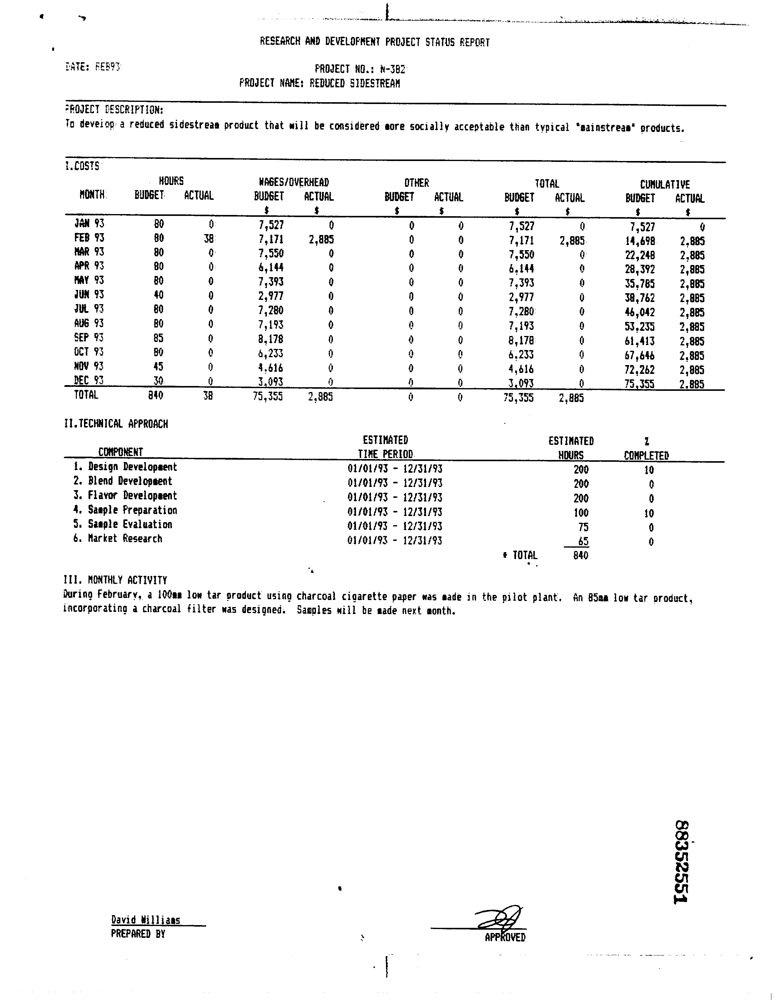 RESEARCH AND DEVELOPMENT PROJECT STATUS REPORT
DATE: FEB93 PROJECT NO.: N-382
PROJECT NAME: REDUCED SIDESTREAM
PROJECT DESCRIPTION:
To develop a reduced sidestream product that will be considered more socially acceptable than typical "mainstream" products.
I.COSTS
HOURS WAGES/OVERHEAD OTHER TOTAL CUMULATIVE
MONTH BUDGET ACTUAL BUDGET ACTUAL BUDGET ACTUAL BUDGET ACTUAL BUDGET ACTUAL
$ $ $ $ $ $ $ $
JAN 93 80 0 7,527 0 0 0 7,527 0 7,527 0
FEB 93 80 38 7,171 2,885 0 0 7,171 2,885 14,698 2,885
MAR 93 80 0 7,550 0 0 0 7,550 0 22,248 2,885
APR 93 80 0 6,144 0 0 0 6,144 0 28,392 2,885
MAY 93 80 0 7,393 0 0 0 7,393 0 35,785 2,885
JUN 93 40 0 2,977 0 0 0 2,977 0 38,762 2,885
JUL 93 80 0 7,280 0 0 0 7,280 0 46,042 2,885
AUG 93 80 0 7,193 0 0 0 7,193 0 53,235 2,885
SEP 93 85 0 8,178 0 0 0 8,178 0 61,413 2,885
OCT 93 80 0 6,233 0 0 0 6,233 0 67,646 2,885
NOV 93 45 0 4,616 0 0 0 4,616 0 72,262 2,885
DEC 93 30 0 3,093 0 0 0 3,093 0 75,355 2,885
TOTAL 840 38 75,355 2,885 0 0 75,355 2,885
II.TECHNICAL APPROACH
ESTIMATED ESTIMATED %
COMPONENT TIME PERIOD HOURS COMPLETED
1. Design Development 01/01/93 - 12/31/93 200 10
2. Blend Development 01/01/93 - 12/31/93 200 0
3. Flavor Development 01/01/93 - 12/31/93 200 0
4. Sample Preparation 01/01/93 - 12/31/93 100 10
5. Sample Evaluation 01/01/93 - 12/31/93 75 0
6. Market Research 01/01/93 - 12/31/93 65 0
* TOTAL 840
III. MONTHLY ACTIVITY
During February, a 100mm low tar product using charcoal cigarette paper was made in the pilot plant. An 85mm low tar product,
incorporating a charcoal filter was designed. Samples will be made next month.
88352551
David Williams
PREPARED BY APPROVED